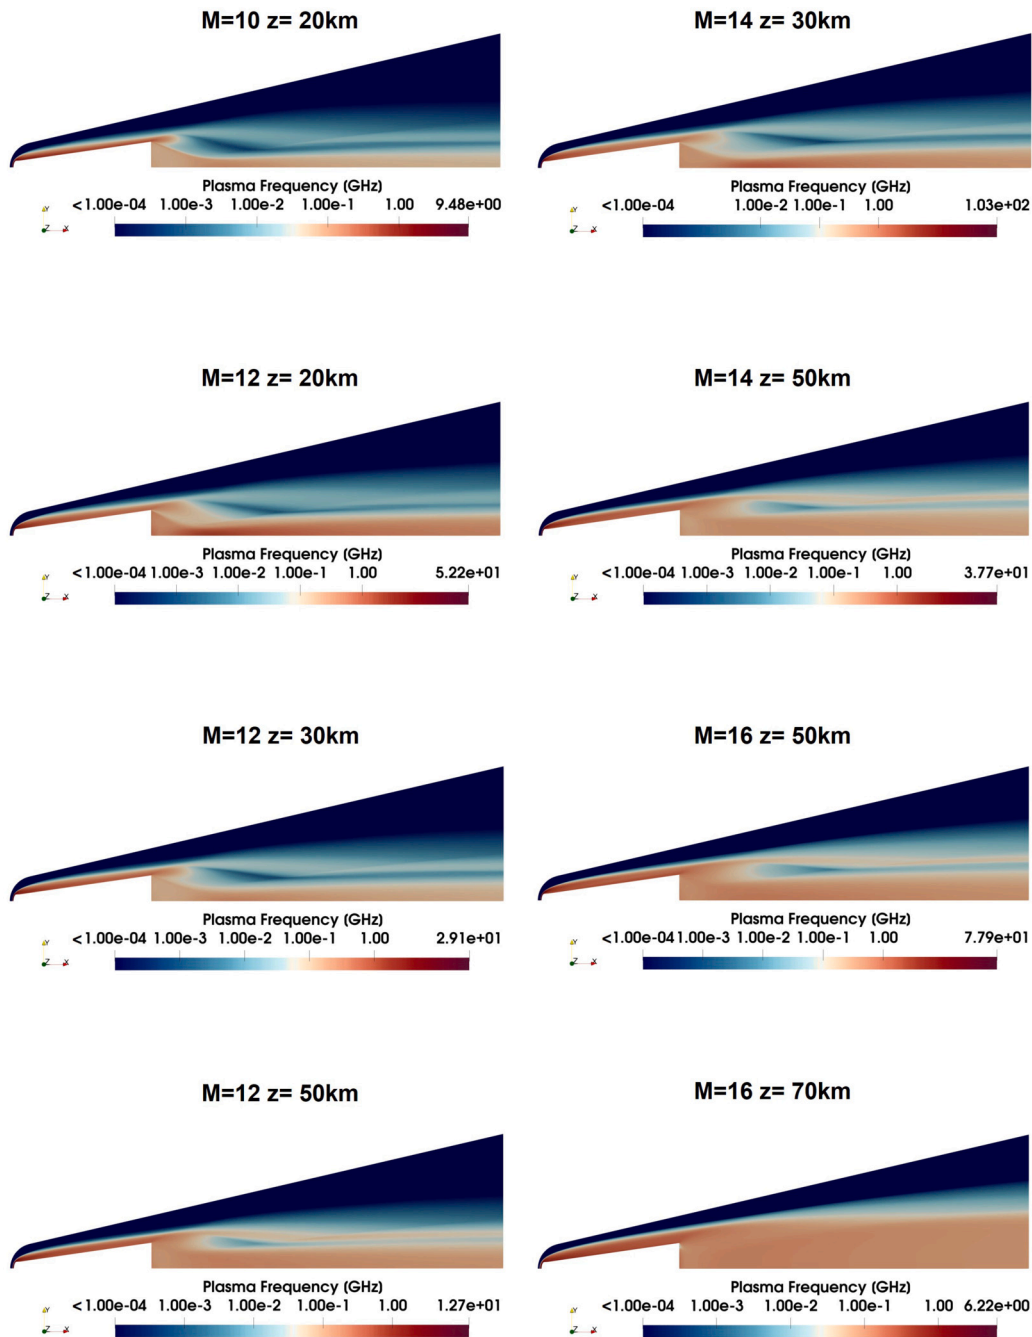 M=10 z= 20km
Plasma Frequency (GHz)
<1.00e-04 1.00e-3 1.00e-2 1.00e-1 1.00 9.48e+00
Y
Z X
M=14 z= 30km
Plasma Frequency (GHz)
<1.00e-04 1.00e-2 1.00e-1 1.00 1.03e+02
Y
Z X
M=12 z= 20km
Plasma Frequency (GHz)
<1.00e-04 1.00e-3 1.00e-2 1.00e-1 1.00 5.22e+01
Y
Z X
M=14 z= 50km
Plasma Frequency (GHz)
<1.00e-04 1.00e-3 1.00e-2 1.00e-1 1.00 3.77e+01
Y
Z X
M=12 z= 30km
Plasma Frequency (GHz)
<1.00e-04 1.00e-3 1.00e-2 1.00e-1 1.00 2.91e+01
Y
Z X
M=16 z= 50km
Plasma Frequency (GHz)
<1.00e-04 1.00e-3 1.00e-2 1.00e-1 1.00 7.79e+01
Y
Z X
M=12 z= 50km
Plasma Frequency (GHz)
<1.00e-04 1.00e-3 1.00e-2 1.00e-1 1.00 1.27e+01
Y
Z X
M=16 z= 70km
Plasma Frequency (GHz)
<1.00e-04 1.00e-3 1.00e-2 1.00e-1 1.00 6.22e+00
Y
Z X